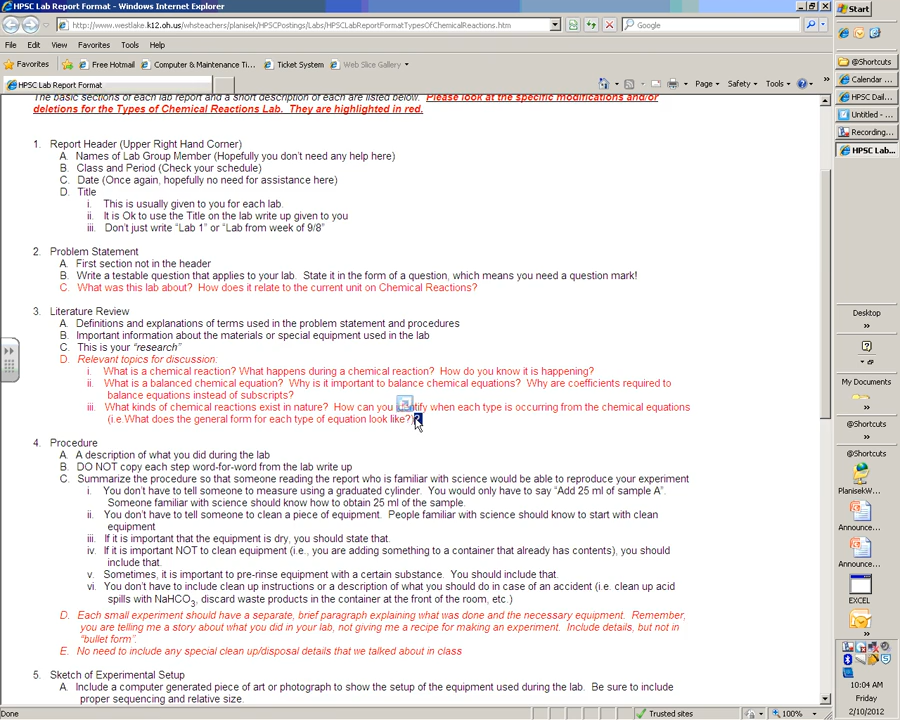 HPSC Lab Report Format - Windows Internet Explorer
http://www.westlake.k12.oh.us/whsteachers/planisek/HPSCPostings/Labs/HPSCLabReportFormatTypesOfChemicalReactions.htm
Google
File Edit View Favorites Tools Help
Favorites Free Hotmail Computer & Maintenance Ti... Ticket System Web Slice Gallery
HPSC Lab Report Format
Page Safety Tools
The basic sections of each lab report and a short description of each are listed below. Please look at the specific modifications and/or
deletions for the Types of Chemical Reactions Lab. They are highlighted in red.
1. Report Header (Upper Right Hand Corner)
A. Names of Lab Group Member (Hopefully you don't need any help here)
B. Class and Period (Check your schedule)
C. Date (Once again, hopefully no need for assistance here)
D. Title
i. This is usually given to you for each lab.
ii. It is Ok to use the Title on the lab write up given to you
iii. Don't just write “Lab 1” or “Lab from week of 9/8”
2. Problem Statement
A. First section not in the header
B. Write a testable question that applies to your lab. State it in the form of a question, which means you need a question mark!
C. What was this lab about? How does it relate to the current unit on Chemical Reactions?
3. Literature Review
A. Definitions and explanations of terms used in the problem statement and procedures
B. Important information about the materials or special equipment used in the lab
C. This is your “research”
D. Relevant topics for discussion:
i. What is a chemical reaction? What happens during a chemical reaction? How do you know it is happening?
ii. What is a balanced chemical equation? Why is it important to balance chemical equations? Why are coefficients required to
balance equations instead of subscripts?
iii. What kinds of chemical reactions exist in nature? How can you identify when each type is occurring from the chemical equations
(i.e.What does the general form for each type of equation look like?)?
4. Procedure
A. A description of what you did during the lab
B. DO NOT copy each step word-for-word from the lab write up
C. Summarize the procedure so that someone reading the report who is familiar with science would be able to reproduce your experiment
i. You don't have to tell someone to measure using a graduated cylinder. You would only have to say “Add 25 ml of sample A”.
Someone familiar with science should know how to obtain 25 ml of the sample.
ii. You don't have to tell someone to clean a piece of equipment. People familiar with science should know to start with clean
equipment
iii. If it is important that the equipment is dry, you should state that.
iv. If it is important NOT to clean equipment (i.e., you are adding something to a container that already has contents), you should
include that.
v. Sometimes, it is important to pre-rinse equipment with a certain substance. You should include that.
vi. You don't have to include clean up instructions or a description of what you should do in case of an accident (i.e. clean up acid
spills with NaHCO3, discard waste products in the container at the front of the room, etc.)
D. Each small experiment should have a separate, brief paragraph explaining what was done and the necessary equipment. Remember,
you are telling me a story about what you did in your lab, not giving me a recipe for making an experiment. Include details, but not in
“bullet form”.
E. No need to include any special clean up/disposal details that we talked about in class
5. Sketch of Experimental Setup
A. Include a computer generated piece of art or photograph to show the setup of the equipment used during the lab. Be sure to include
proper sequencing and relative size.
Done Trusted sites 100%
Start
@Shortcuts
Calendar ...
HPSC Dail...
Untitled - ...
Recording...
HPSC Lab...
Desktop
My Documents
@Shortcuts
@Shortcuts
PlanisekW...
Announce...
Announce...
EXCEL
10:04 AM
Friday
2/10/2012